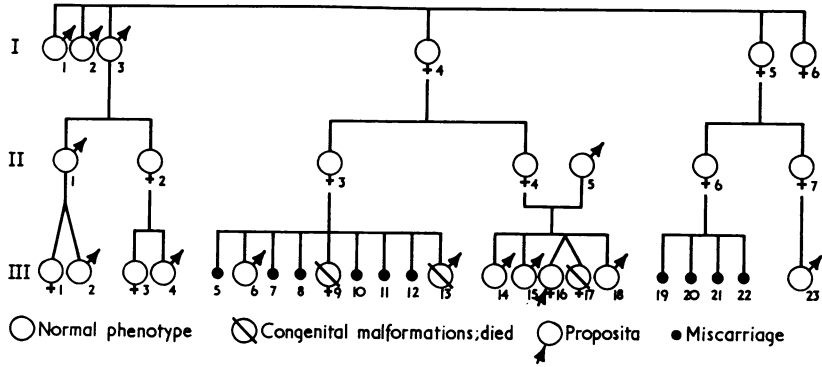 I
1 2 3 4 5 6
II
1 2 3 4 5 6 7
III
1 2 3 4 5 6 7 8 9 10 11 12 13 14 15 16 17 18 19 20 21 22 23
Normal phenotype Congenital malformations; died Proposita Miscarriage